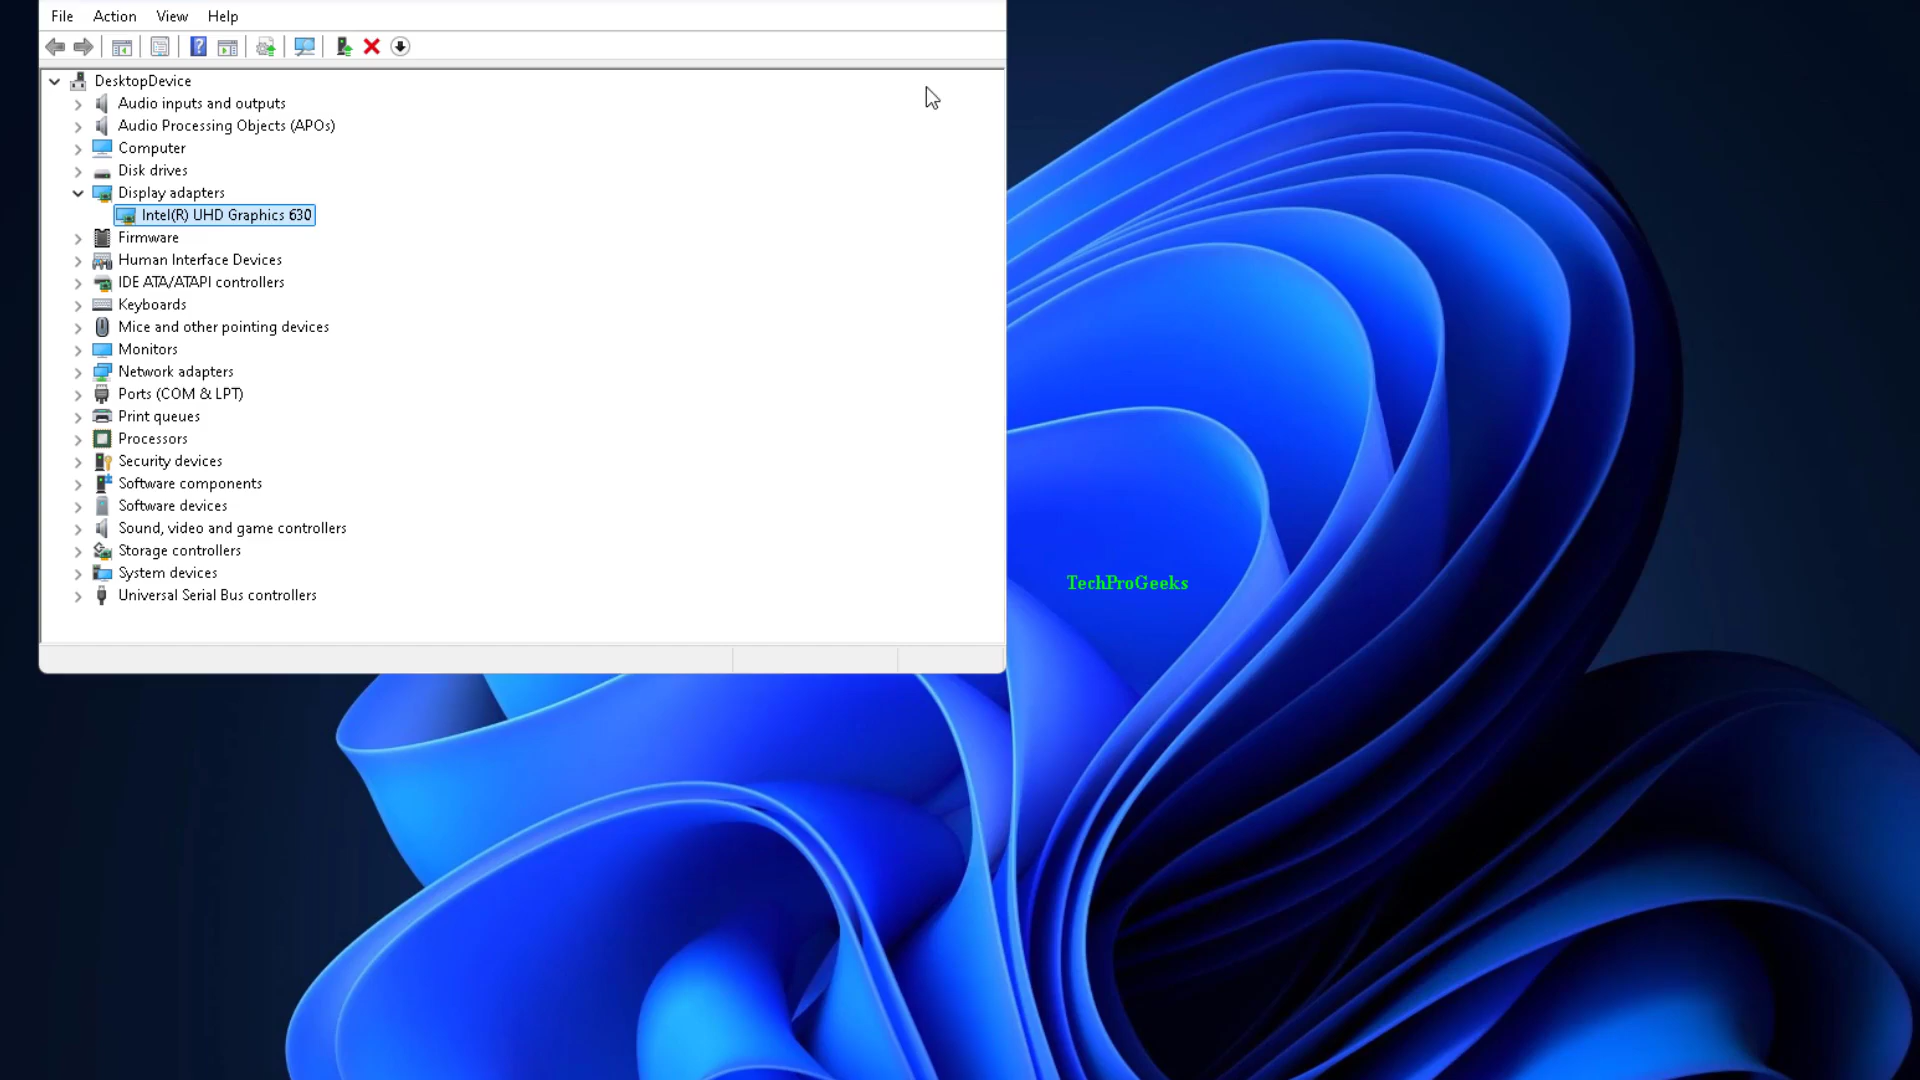 File Action View Help
DesktopDevice
Audio inputs and outputs
Audio Processing Objects (APOs)
Computer
Disk drives
Display adapters
Intel(R) UHD Graphics 630
Firmware
Human Interface Devices
IDE ATA/ATAPI controllers
Keyboards
Mice and other pointing devices
Monitors
Network adapters
Ports (COM & LPT)
Print queues
Processors
Security devices
Software components
Software devices
Sound, video and game controllers
Storage controllers
System devices
Universal Serial Bus controllers
TechProGeeks